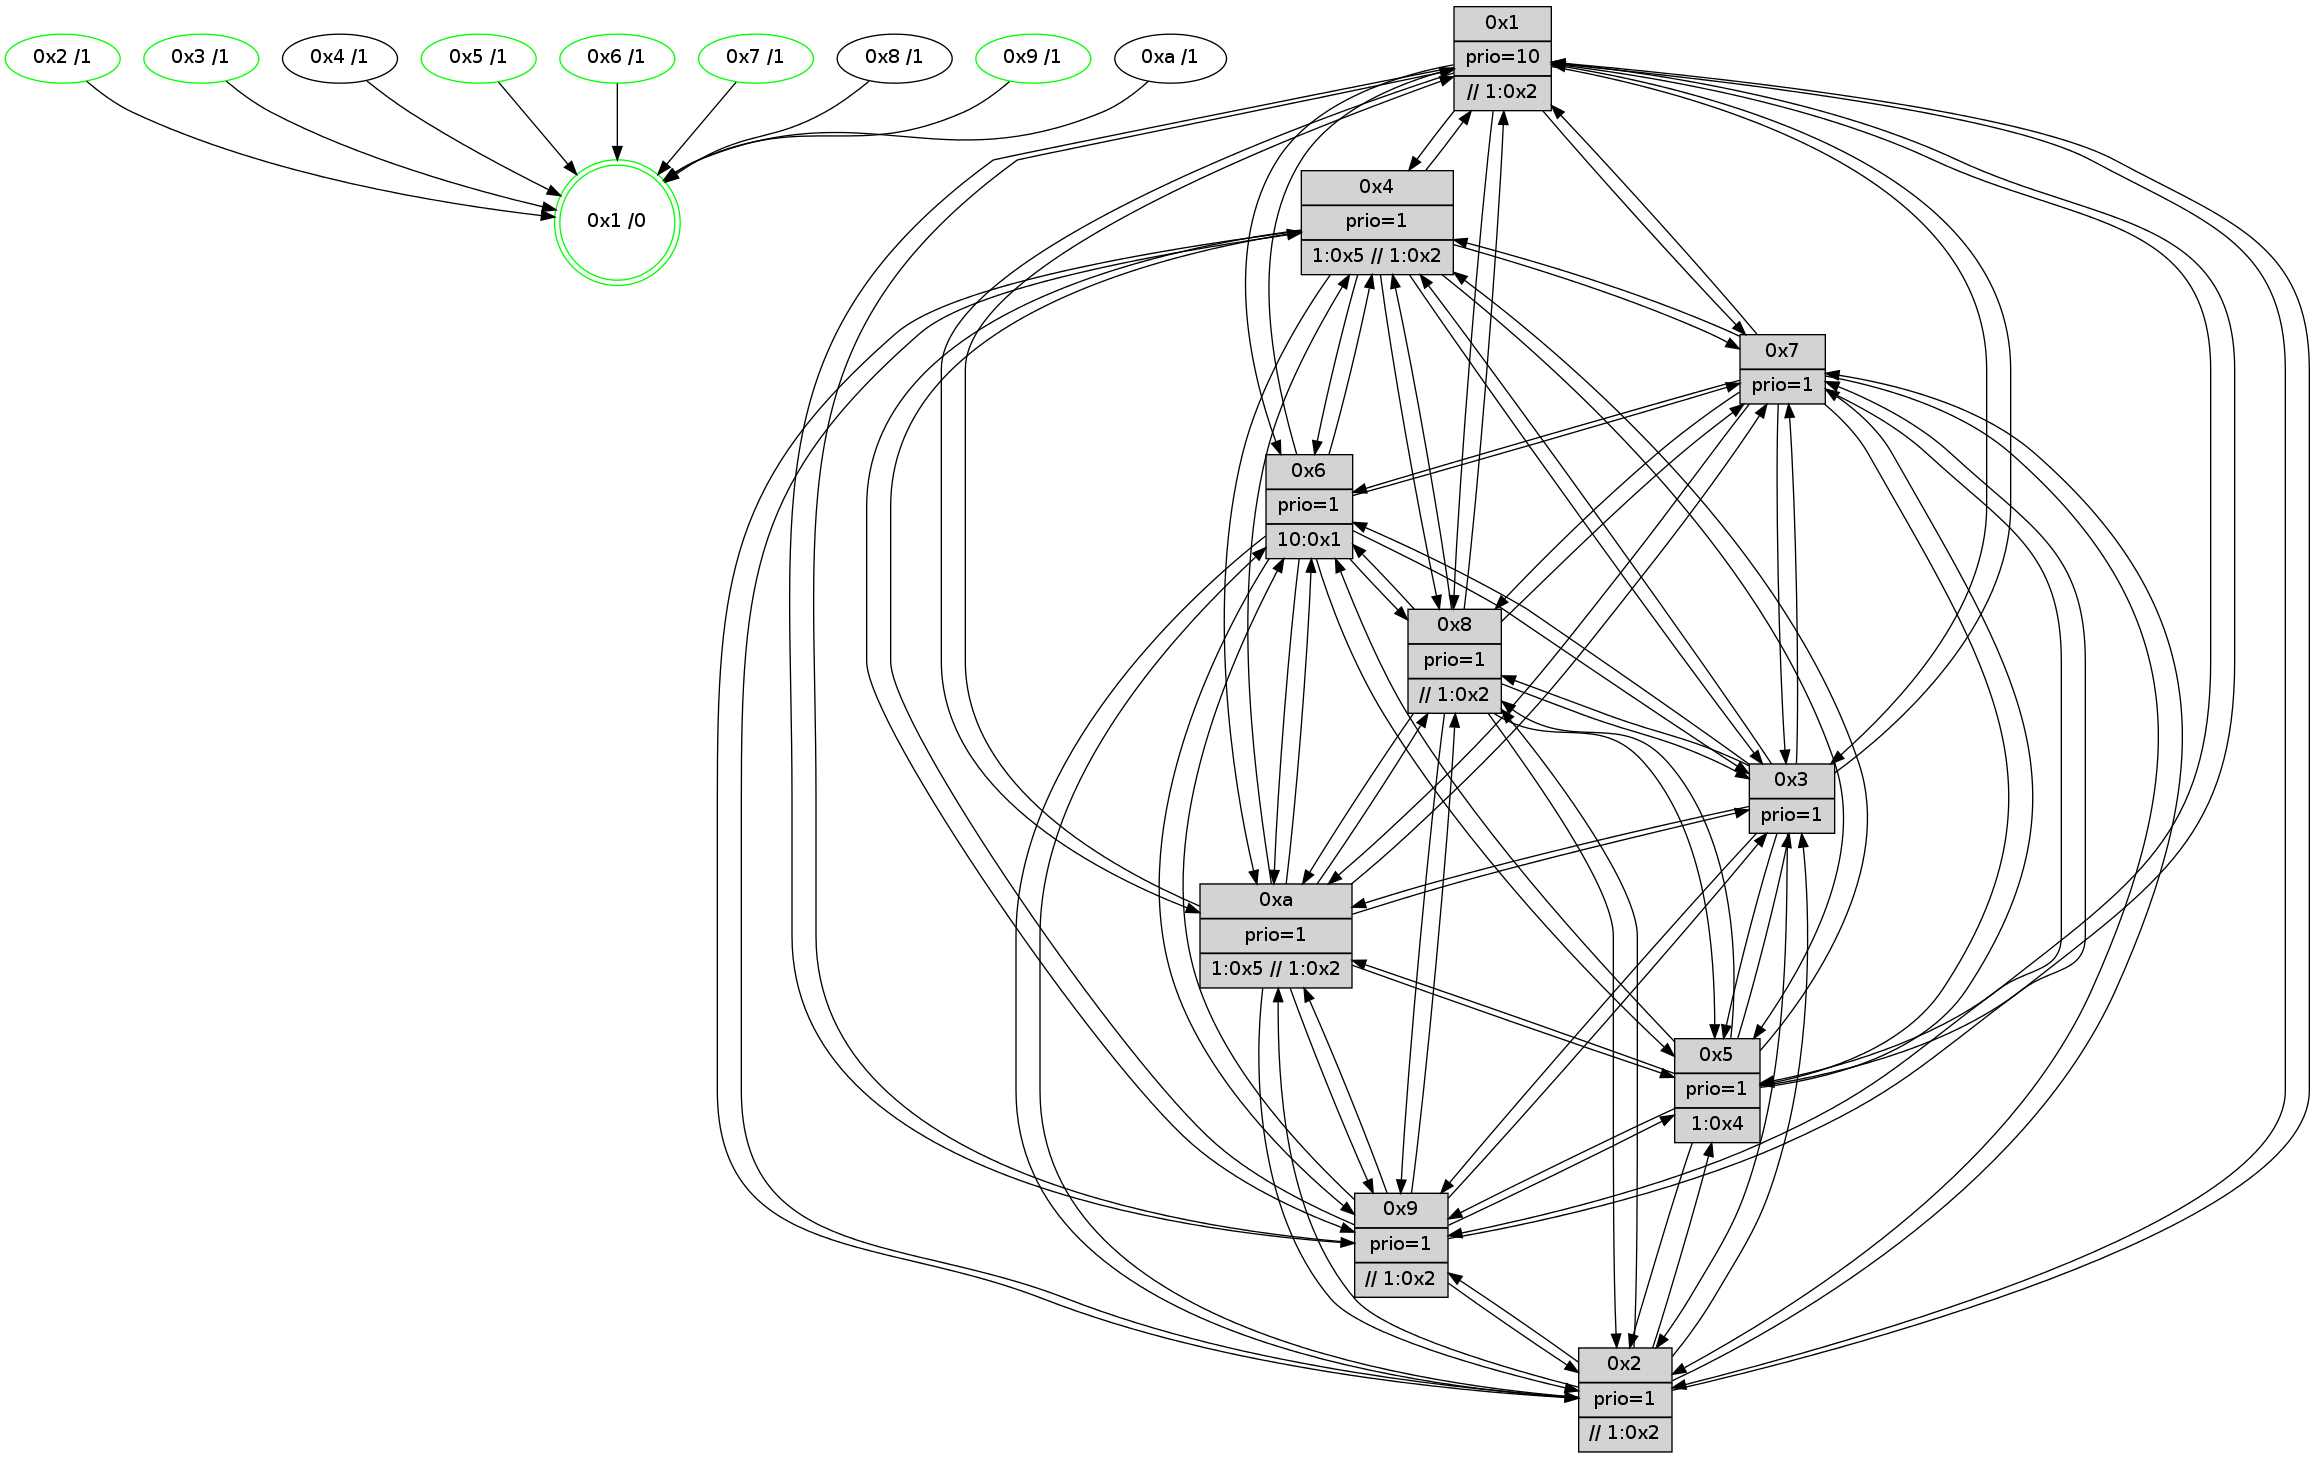 0x2 /1
0x3 /1
0x4 /1
0x5 /1
0x6 /1
0x7 /1
0x8 /1
0x9 /1
0xa /1
0x1 /0
0x1
prio=10
// 1:0x2
0x4
prio=1
1:0x5 // 1:0x2
0x7
prio=1
0x6
prio=1
10:0x1
0x8
prio=1
// 1:0x2
0x3
prio=1
0xa
prio=1
1:0x5 // 1:0x2
0x5
prio=1
1:0x4
0x9
prio=1
// 1:0x2
0x2
prio=1
// 1:0x2